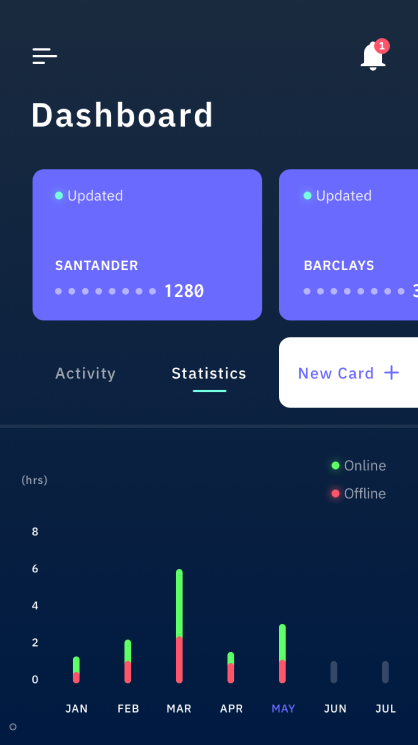 1
Dashboard
Updated
Updated
SANTANDER
BARCLAYS
1280
Activity
Statistics
New Card +
Online
(hrs)
Offline
8
6
4
2
0
JAN FEB MAR APR MAY JUN JUL